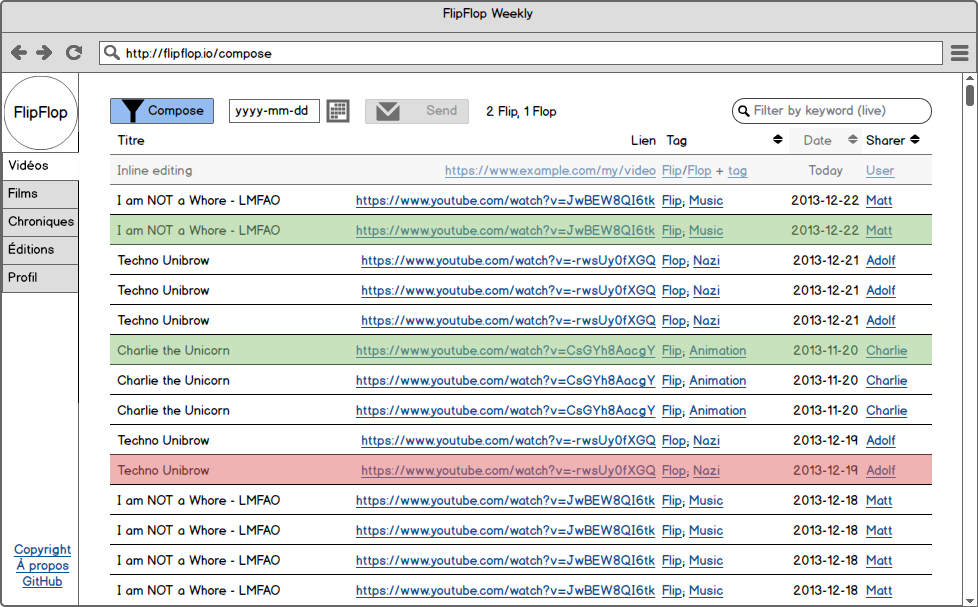 FlipFlop Weekly
http://flipflop.io/compose
FlipFlop
Compose yyyy-mm-dd Send 2 Flip, 1 Flop Filter by keyword (live)
Titre Lien Tag Date Sharer
Vidéos
Films
Chroniques
Éditions
Profil
Inline editing https://www.example.com/my/video Flip/Flop + tag Today User
I am NOT a Whore - LMFAO https://www.youtube.com/watch?v=JwBEW8QI6tk Flip; Music 2013-12-22 Matt
I am NOT a Whore - LMFAO https://www.youtube.com/watch?v=JwBEW8QI6tk Flip; Music 2013-12-22 Matt
Techno Unibrow https://www.youtube.com/watch?v=-rwsUy0fXGQ Flop; Nazi 2013-12-21 Adolf
Techno Unibrow https://www.youtube.com/watch?v=-rwsUy0fXGQ Flop; Nazi 2013-12-21 Adolf
Techno Unibrow https://www.youtube.com/watch?v=-rwsUy0fXGQ Flop; Nazi 2013-12-21 Adolf
Charlie the Unicorn https://www.youtube.com/watch?v=CsGYh8AacgY Flip; Animation 2013-11-20 Charlie
Charlie the Unicorn https://www.youtube.com/watch?v=CsGYh8AacgY Flip; Animation 2013-11-20 Charlie
Charlie the Unicorn https://www.youtube.com/watch?v=CsGYh8AacgY Flip; Animation 2013-11-20 Charlie
Techno Unibrow https://www.youtube.com/watch?v=-rwsUy0fXGQ Flop; Nazi 2013-12-19 Adolf
Techno Unibrow https://www.youtube.com/watch?v=-rwsUy0fXGQ Flop; Nazi 2013-12-19 Adolf
I am NOT a Whore - LMFAO https://www.youtube.com/watch?v=JwBEW8QI6tk Flip; Music 2013-12-18 Matt
I am NOT a Whore - LMFAO https://www.youtube.com/watch?v=JwBEW8QI6tk Flip; Music 2013-12-18 Matt
I am NOT a Whore - LMFAO https://www.youtube.com/watch?v=JwBEW8QI6tk Flip; Music 2013-12-18 Matt
I am NOT a Whore - LMFAO https://www.youtube.com/watch?v=JwBEW8QI6tk Flip; Music 2013-12-18 Matt
Copyright
À propos
GitHub